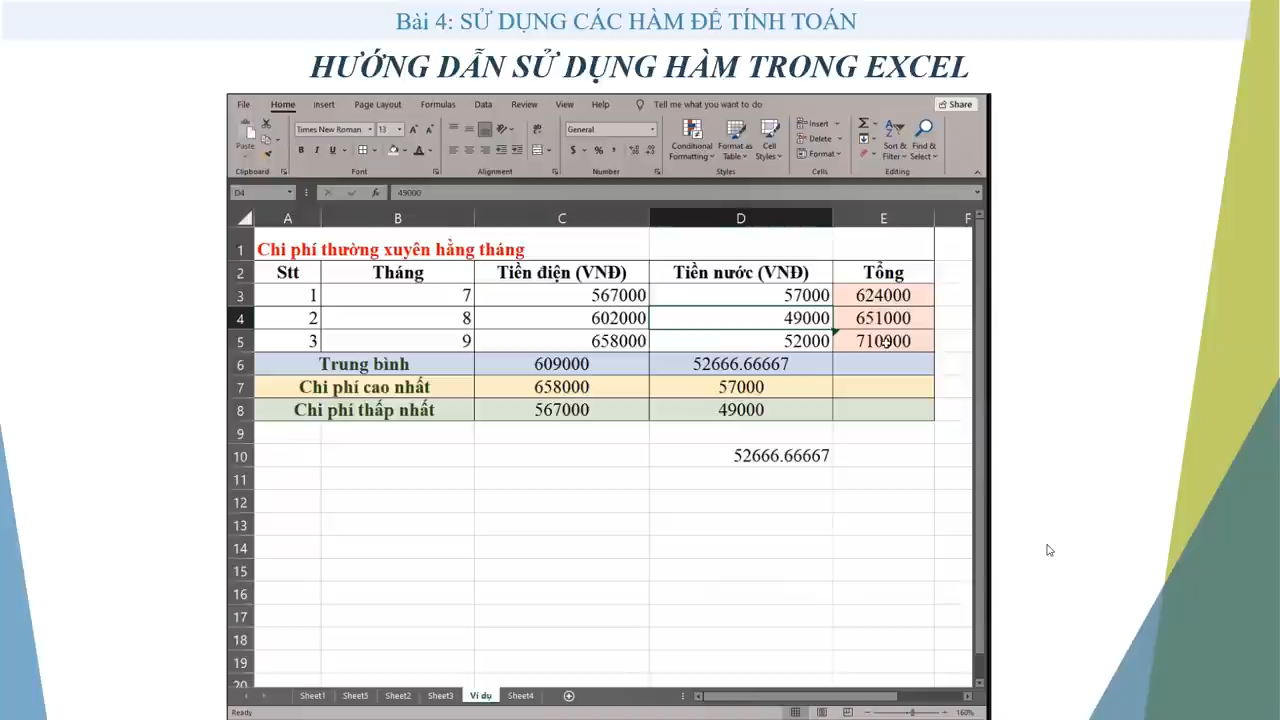 Bài 4: SỬ DỤNG CÁC HÀM ĐỂ TÍNH TOÁN
HƯỚNG DẪN SỬ DỤNG HÀM TRONG EXCEL
File Home Insert Page Layout Formulas Data Review View Help Tell me what you want to do Share
Times New Roman 13 General
Paste
B I U
$ % 9
Conditional Formatting Format as Table Cell Styles
Insert
Delete
Format
Sort & Filter Find & Select
Clipboard Font Alignment Number Styles Cells Editing
D4 fx 49000
A B C D E F
1 Chi phí thường xuyên hằng tháng
2 Stt Tháng Tiền điện (VNĐ) Tiền nước (VNĐ) Tổng
3 1 7 567000 57000 624000
4 2 8 602000 49000 651000
5 3 9 658000 52000 710000
6 Trung bình 609000 52666.66667
7 Chi phí cao nhất 658000 57000
8 Chi phí thấp nhất 567000 49000
9
10 52666.66667
11
12
13
14
15
16
17
18
19
20
Sheet1 Sheet5 Sheet2 Sheet3 Ví dụ Sheet4
Ready 160%